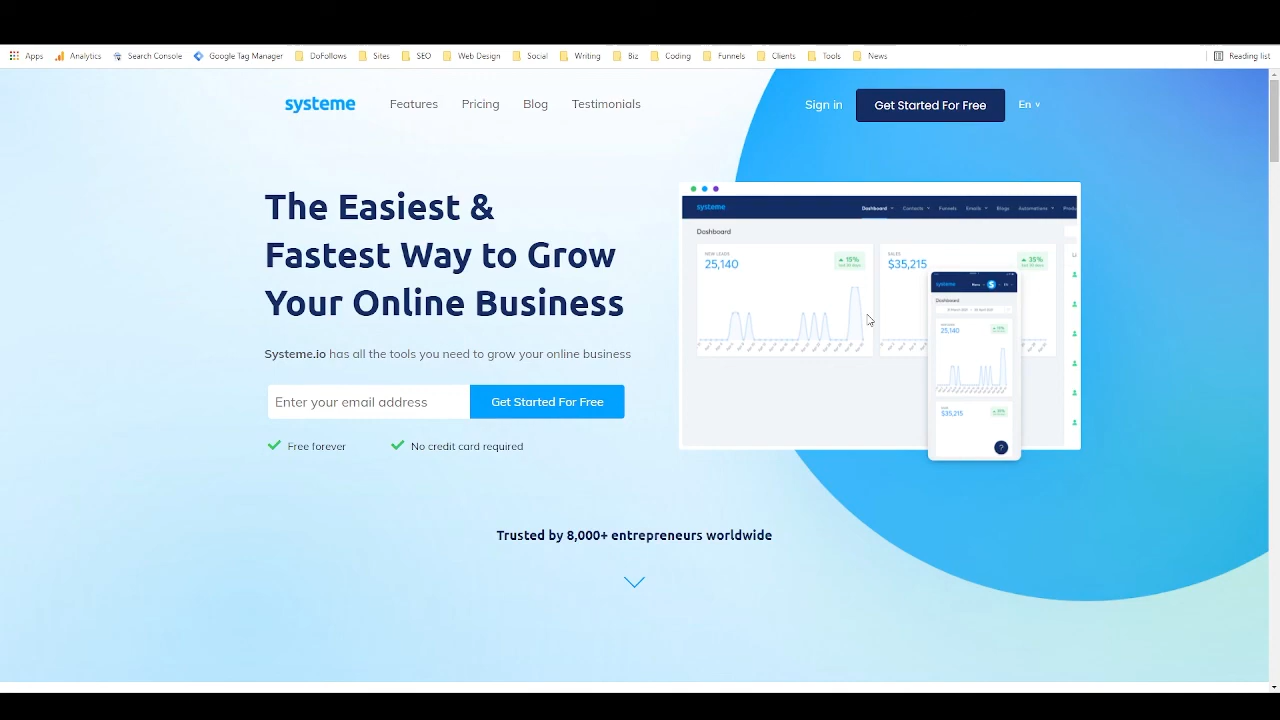 Apps Analytics Search Console Google Tag Manager DoFollows Sites SEO Web Design Social Writing Biz Coding Funnels Clients Tools News Reading list
systeme Features Pricing Blog Testimonials Sign in Get Started For Free En
The Easiest &
Fastest Way to Grow
Your Online Business
Systeme.io has all the tools you need to grow your online business
Enter your email address Get Started For Free
Free forever No credit card required
systeme Dashboard Contacts Funnels Emails Blogs Automations
Dashboard
NEW LEADS SALES
25,140 15% $35,215 35%
systeme
Dashboard
25,140
$35,215
?
Trusted by 8,000+ entrepreneurs worldwide